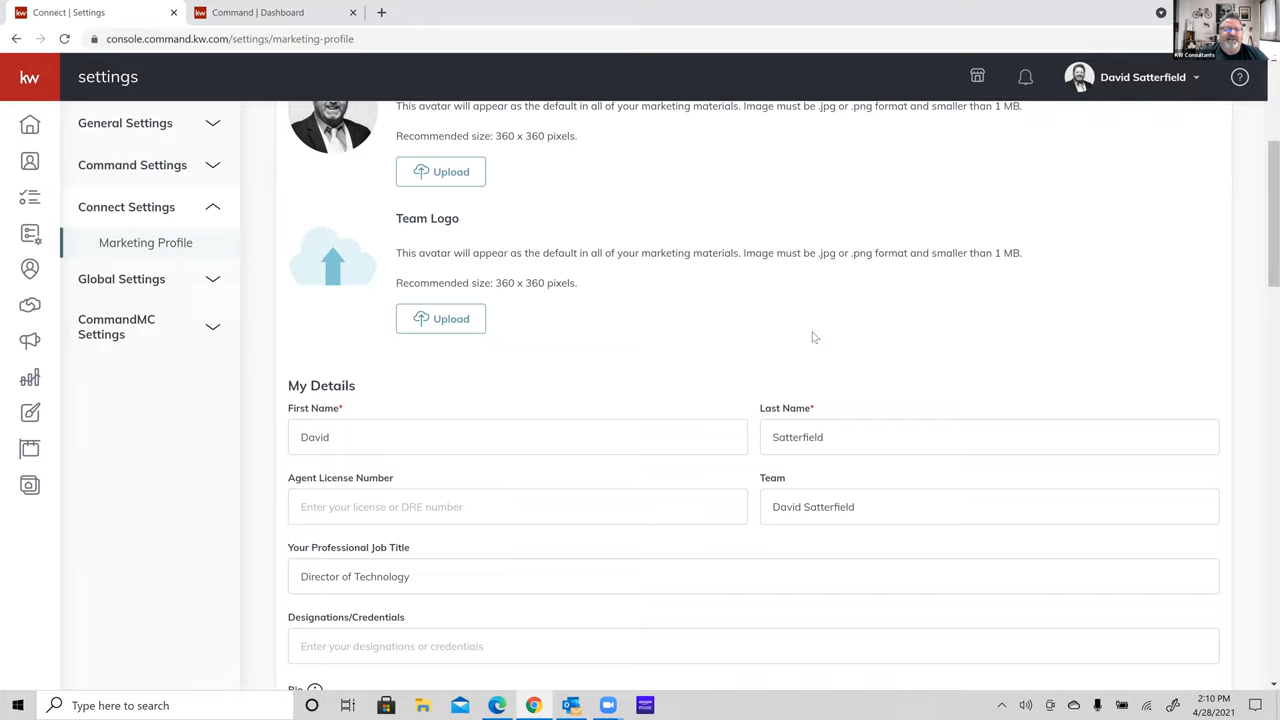 Connect | Settings
Command | Dashboard
console.command.kw.com/settings/marketing-profile
KW Consultants
kw
settings
David Satterfield
General Settings
Command Settings
Connect Settings
Marketing Profile
Global Settings
CommandMC
Settings
This avatar will appear as the default in all of your marketing materials. Image must be .jpg or .png format and smaller than 1 MB.
Recommended size: 360 x 360 pixels.
Upload
Team Logo
This avatar will appear as the default in all of your marketing materials. Image must be .jpg or .png format and smaller than 1 MB.
Recommended size: 360 x 360 pixels.
Upload
My Details
First Name*
Last Name*
David
Satterfield
Agent License Number
Team
Enter your license or DRE number
David Satterfield
Your Professional Job Title
Director of Technology
Designations/Credentials
Enter your designations or credentials
Bio
Type here to search
amazon music
2:10 PM
4/28/2021